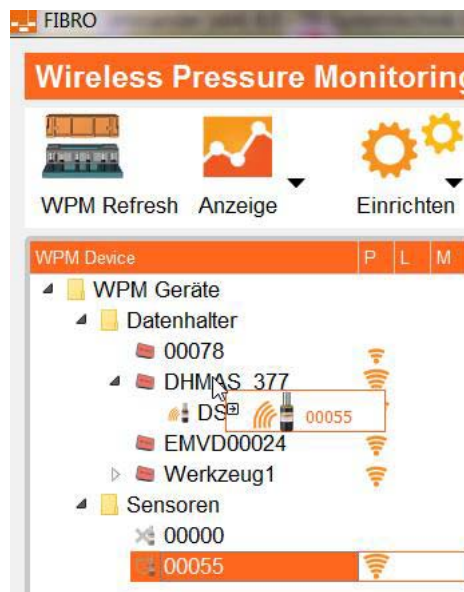 FIBRO
Wireless Pressure Monitoring
WPM Refresh Anzeige Einrichten
WPM Device P L M
WPM Geräte
Datenhalter
00078
DHMAS_377
DS
00055
EMVD00024
Werkzeug1
Sensoren
00000
00055